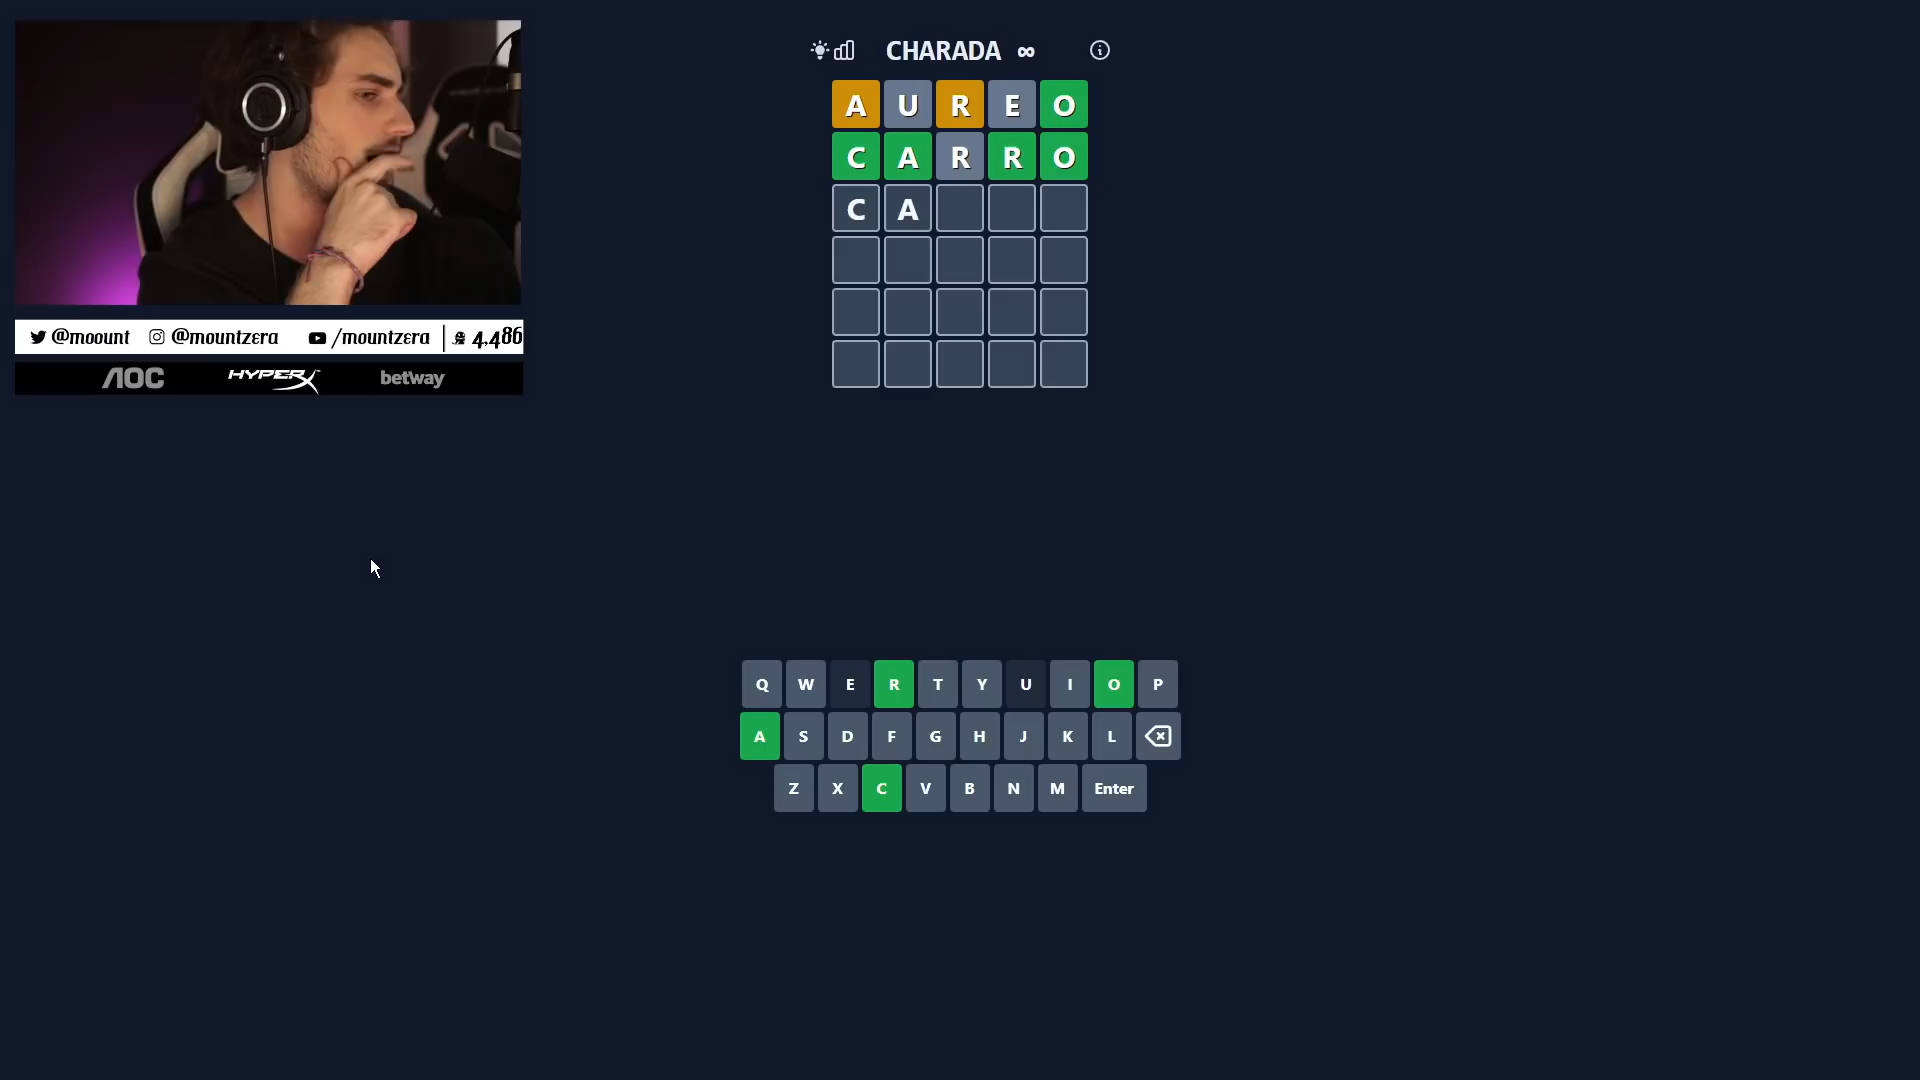 CHARADA ∞
A U R E O
C A R R O
C A
@moount @mountzera /mountzera | 4.486
AOC HYPERX betway
Q W E R T Y U I O P
A S D F G H J K L
Z X C V B N M Enter